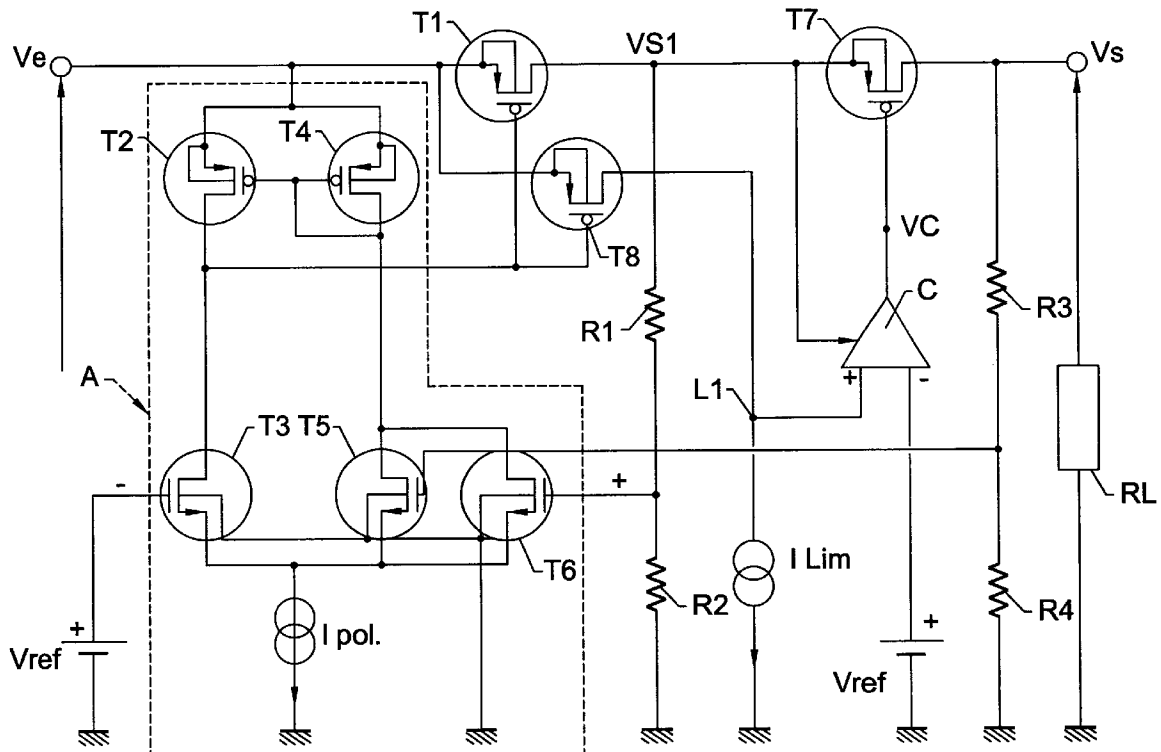 T1
T7
Ve
VS1
Vs
T2
T4
T8
VC
C
R1
R3
A
L1
+
-
T3
T5
-
+
RL
T6
I Lim
R2
R4
+
Vref
I pol.
+
Vref